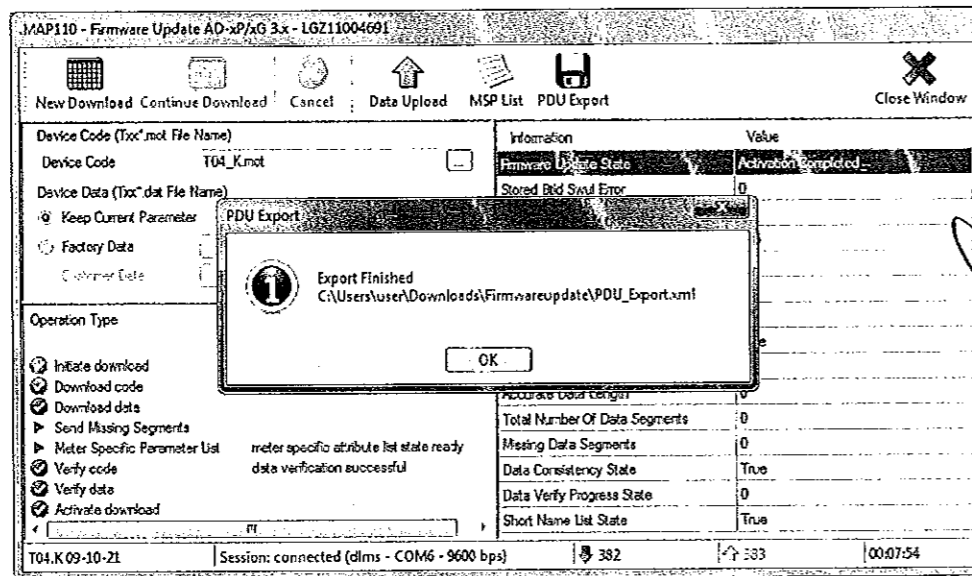 MAP110 - Firmware Update AD-xP/xG 3.x - LGZ11004691
New Download Continue Download Cancel Data Upload MSP List PDU Export Close Window
Device Code (Txx*.mot File Name)
Device Code T04_K.mot ...
Device Data (Txx*.dat File Name)
Keep Current Parameter
Factory Data
Customer Data
Operation Type
Initiate download
Download code
Download data
Send Missing Segments
Meter Specific Parameter List meter specific attribute list state ready
Verify code data verification successful
Verify data
Activate download
Information Value
Firmware Update State Activation Completed
Stored Btld Swul Error 0
PDU Export
Export Finished
C:\Users\user\Downloads\Firmwareupdate\PDU_Export.xml
OK
Accurate Data Length 0
Total Number Of Data Segments 0
Missing Data Segments 0
Data Consistency State True
Data Verify Progress State 0
Short Name List State True
T04.K 09-10-21 Session: connected (dlms - COM6 - 9600 bps) 382 383 00:07:54